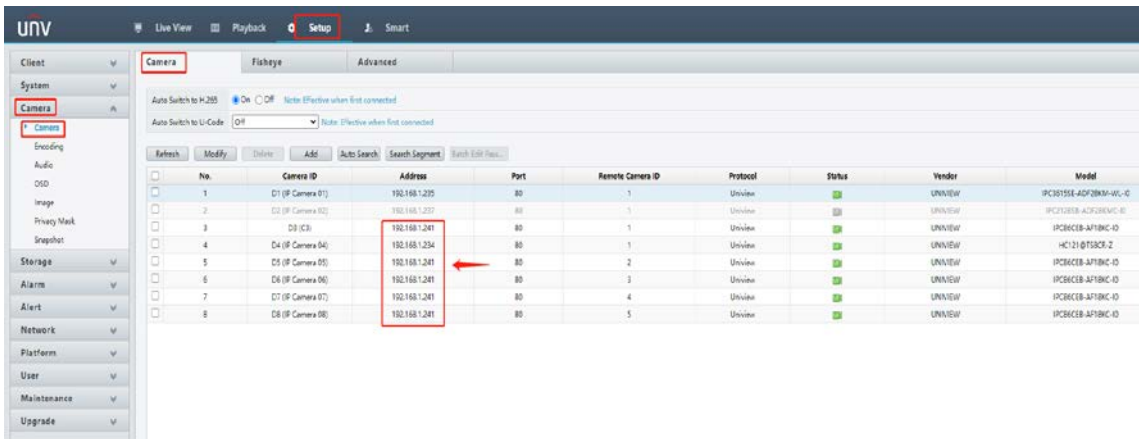 unv Live View Playback Setup Smart
Client
System
Camera
Camera
Encoding
Audio
OSD
Image
Privacy Mask
Snapshot
Storage
Alarm
Alert
Network
Platform
User
Maintenance
Upgrade
Camera Fisheye Advanced
Auto Switch to H.265 On Off Note: Effective when first connected
Auto Switch to U-Code Off Note: Effective when first connected
Refresh Modify Delete Add Auto Search Search Segment Batch Edit Pass...
No. Camera ID Address Port Remote Camera ID Protocol Status Vendor Model
1 D1 (IP Camera 01) 192.168.1.235 80 1 Uniview UNIVIEW
2 D2 (IP Camera 02) 192.168.1.237 80 1 Uniview UNIVIEW
3 D3 (C3) 192.168.1.241 80 1 Uniview UNIVIEW
4 D4 (IP Camera 04) 192.168.1.234 80 1 Uniview UNIVIEW
5 D5 (IP Camera 05) 192.168.1.241 80 2 Uniview UNIVIEW
6 D6 (IP Camera 06) 192.168.1.241 80 3 Uniview UNIVIEW
7 D7 (IP Camera 07) 192.168.1.241 80 4 Uniview UNIVIEW
8 D8 (IP Camera 08) 192.168.1.241 80 5 Uniview UNIVIEW